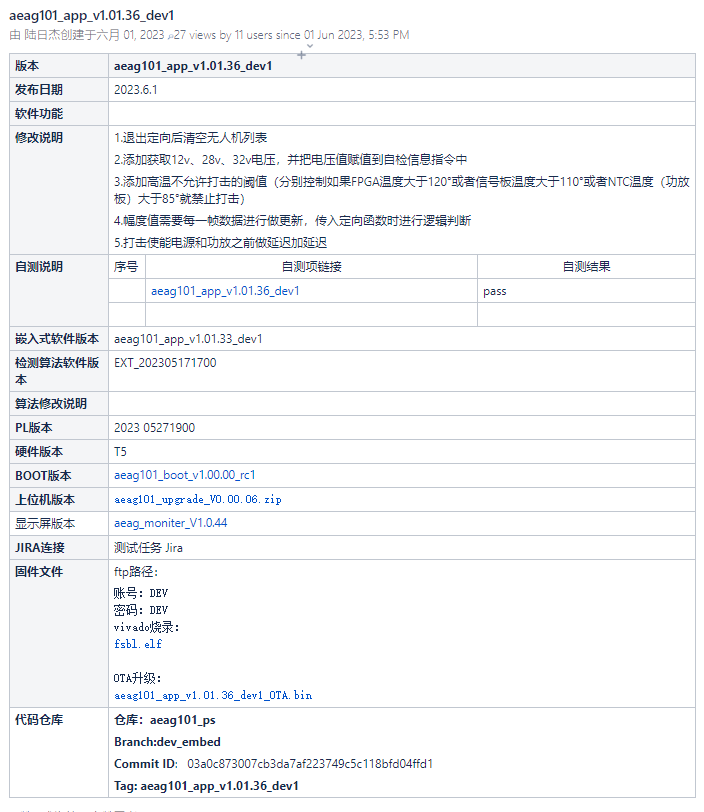 aeag101_app_v1.01.36_dev1
由 陆日杰创建于六月 01, 2023 27 views by 11 users since 01 Jun 2023, 5:53 PM
版本 aeag101_app_v1.01.36_dev1
发布日期 2023.6.1
软件功能
修改说明 1.退出定向后清空无人机列表
2.添加获取12v、28v、32v电压，并把电压值赋值到自检信息指令中
3.添加高温不允许打击的阈值（分别控制如果FPGA温度大于120°或者信号板温度大于110°或者NTC温度（功放
板）大于85°就禁止打击）
4.幅度值需要每一帧数据进行做更新，传入定向函数时进行逻辑判断
5.打击使能电源和功放之前做延迟加延迟
自测说明 序号 自测项链接 自测结果
aeag101_app_v1.01.36_dev1 pass
嵌入式软件版本 aeag101_app_v1.01.33_dev1
检测算法软件版 EXT_202305171700
本
算法修改说明
PL版本 2023 05271900
硬件版本 T5
BOOT版本 aeag101_boot_v1.00.00_rc1
上位机版本 aeag101_upgrade_V0.00.06.zip
显示屏版本 aeag_moniter_V1.0.44
JIRA连接 测试任务 Jira
固件文件 ftp路径：
账号：DEV
密码：DEV
vivado烧录：
fsbl.elf
OTA升级：
aeag101_app_v1.01.36_dev1_OTA.bin
代码仓库 仓库：aeag101_ps
Branch:dev_embed
Commit ID: 03a0c873007cb3da7af223749c5c118bfd04ffd1
Tag: aeag101_app_v1.01.36_dev1